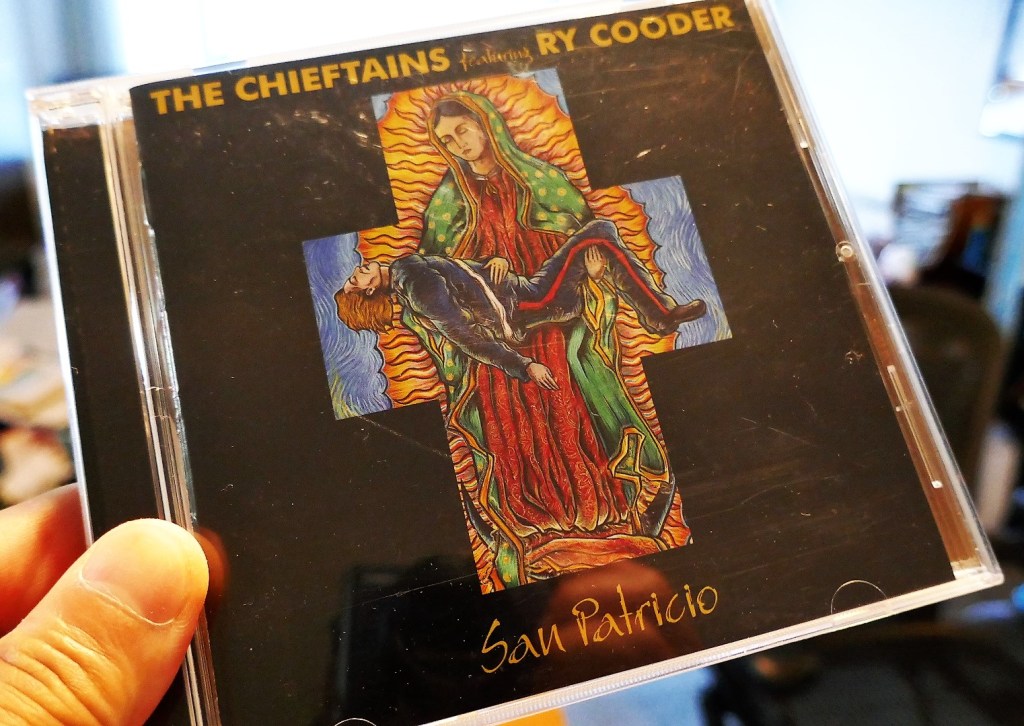 THE CHIEFTAINS featuring RY COODER
San Patricio